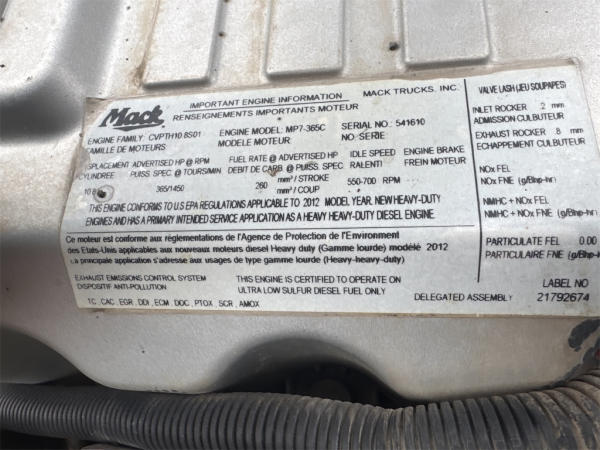 Mack
IMPORTANT ENGINE INFORMATION MACK TRUCKS, INC.
RENSEIGNEMENTS IMPORTANTS MOTEUR
ENGINE FAMILY: CVPTH10.8S01 ENGINE MODEL: MP7-365C SERIAL NO: 541610
FAMILLE DE MOTEURS MODELE MOTEUR: NO-SERIE:
DISPLACEMENT ADVERTISED HP @ RPM FUEL RATE @ ADVERTISED HP IDLE SPEED ENGINE BRAKE
CYLINDREE PUISS. SPEC @ TOURS/MIN DEBIT DE CARB. @ PUISS. SPEC RALENTI FREIN MOTEUR
10.8 365/1450 260 mm³/ STROKE 550-700 RPM
mm³/ COUP
THIS ENGINE CONFORMS TO U.S EPA REGULATIONS APPLICABLE TO 2012 MODEL YEAR, NEW HEAVY-DUTY
ENGINES AND HAS A PRIMARY INTENDED SERVICE APPLICATION AS A HEAVY HEAVY-DUTY DIESEL ENGINE.
Ce moteur est conforme aux réglementations de l'Agence de Protection de l'Environment
des Etats-Unis applicables aux nouveaux moteurs diesel Heavy duty (Gamme lourde) modèlé 2012
La principale application s'adresse aux usages de type gamme lourde (Heavy-heavy-duty)
EXHAUST EMISSIONS CONTROL SYSTEM THIS ENGINE IS CERTIFIED TO OPERATE ON
DISPOSITIF ANTI-POLLUTION ULTRA LOW SULFUR DIESEL FUEL ONLY
TC , CAC, EGR , DDI , ECM , DOC , PTOX , SCR , AMOX
VALVE LASH (JEU SOUPAPES)
INLET ROCKER 2 mm
ADMISSION CULBUTEUR
EXHAUST ROCKER 8 mm
ECHAPPEMENT CULBUTEUR
NOx FEL
NOx FNE (g/Bhp-hr)
NMHC + NOx FEL
NMHC + NOx FNE (g/Bhp-hr)
PARTICULATE FEL 0.00
PARTICULAIRE FNE (g/Bhp-
LABEL NO
DELEGATED ASSEMBLY 21792674